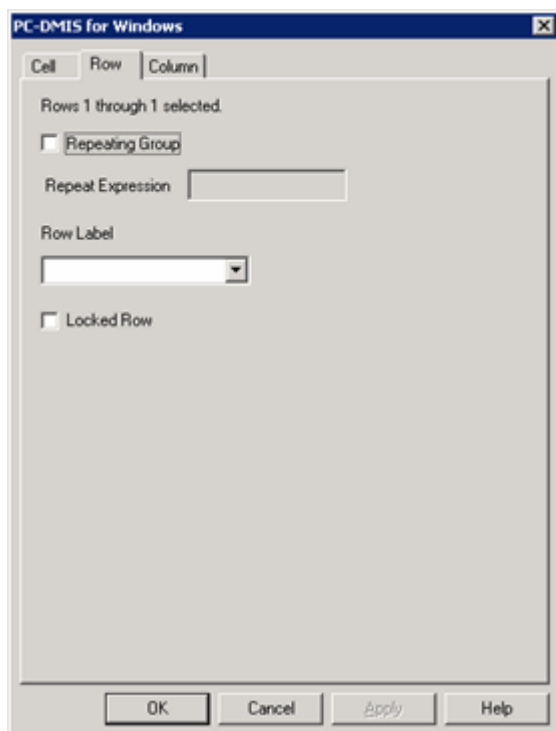 PC-DMIS for Windows
Cell Row Column
Rows 1 through 1 selected.
Repeating Group
Repeat Expression
Row Label
Locked Row
OK Cancel Apply Help